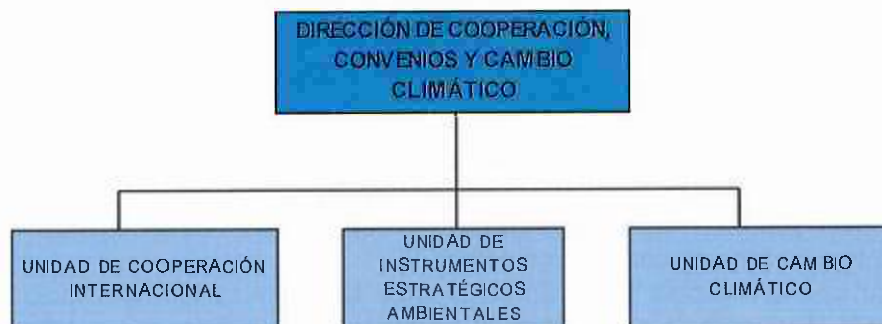 DIRECCIÓN DE COOPERACIÓN,
CONVENIOS Y CAMBIO
CLIMÁTICO
UNIDAD DE COOPERACIÓN
INTERNACIONAL
UNIDAD DE
INSTRUMENTOS
ESTRATÉGICOS
AMBIENTALES
UNIDAD DE CAMBIO
CLIMÁTICO